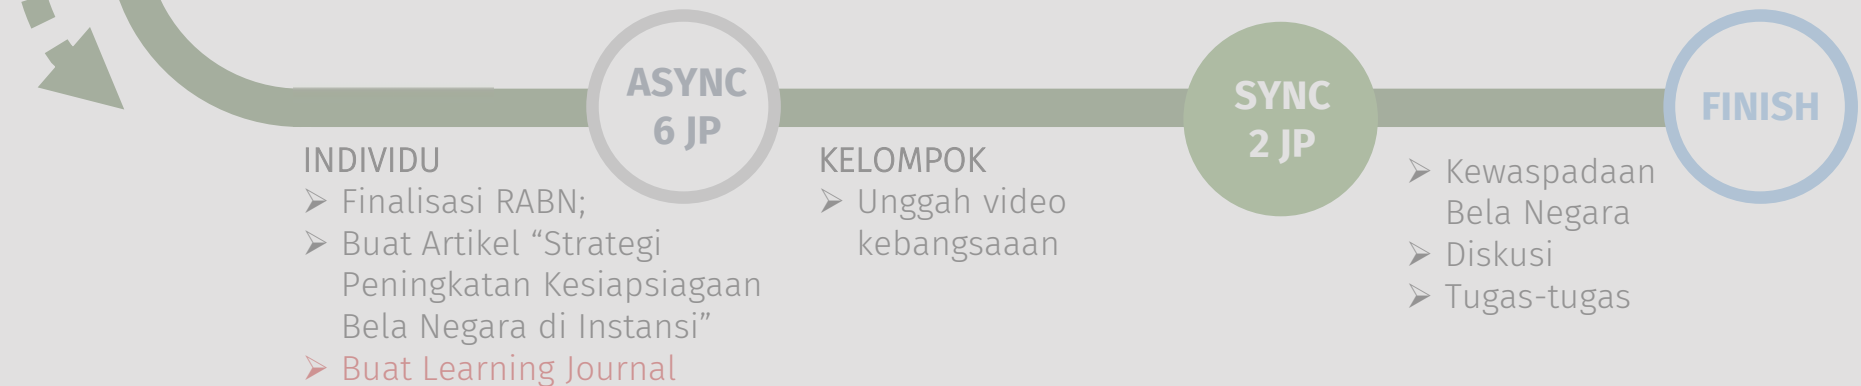 ASYNC
6 JP
INDIVIDU
➢ Finalisasi RABN;
➢ Buat Artikel “Strategi
Peningkatan Kesiapsiagaan
Bela Negara di Instansi”
➢ Buat Learning Journal
KELOMPOK
➢ Unggah video
kebangsaaan
SYNC
2 JP
➢ Kewaspadaan
Bela Negara
➢ Diskusi
➢ Tugas-tugas
FINISH